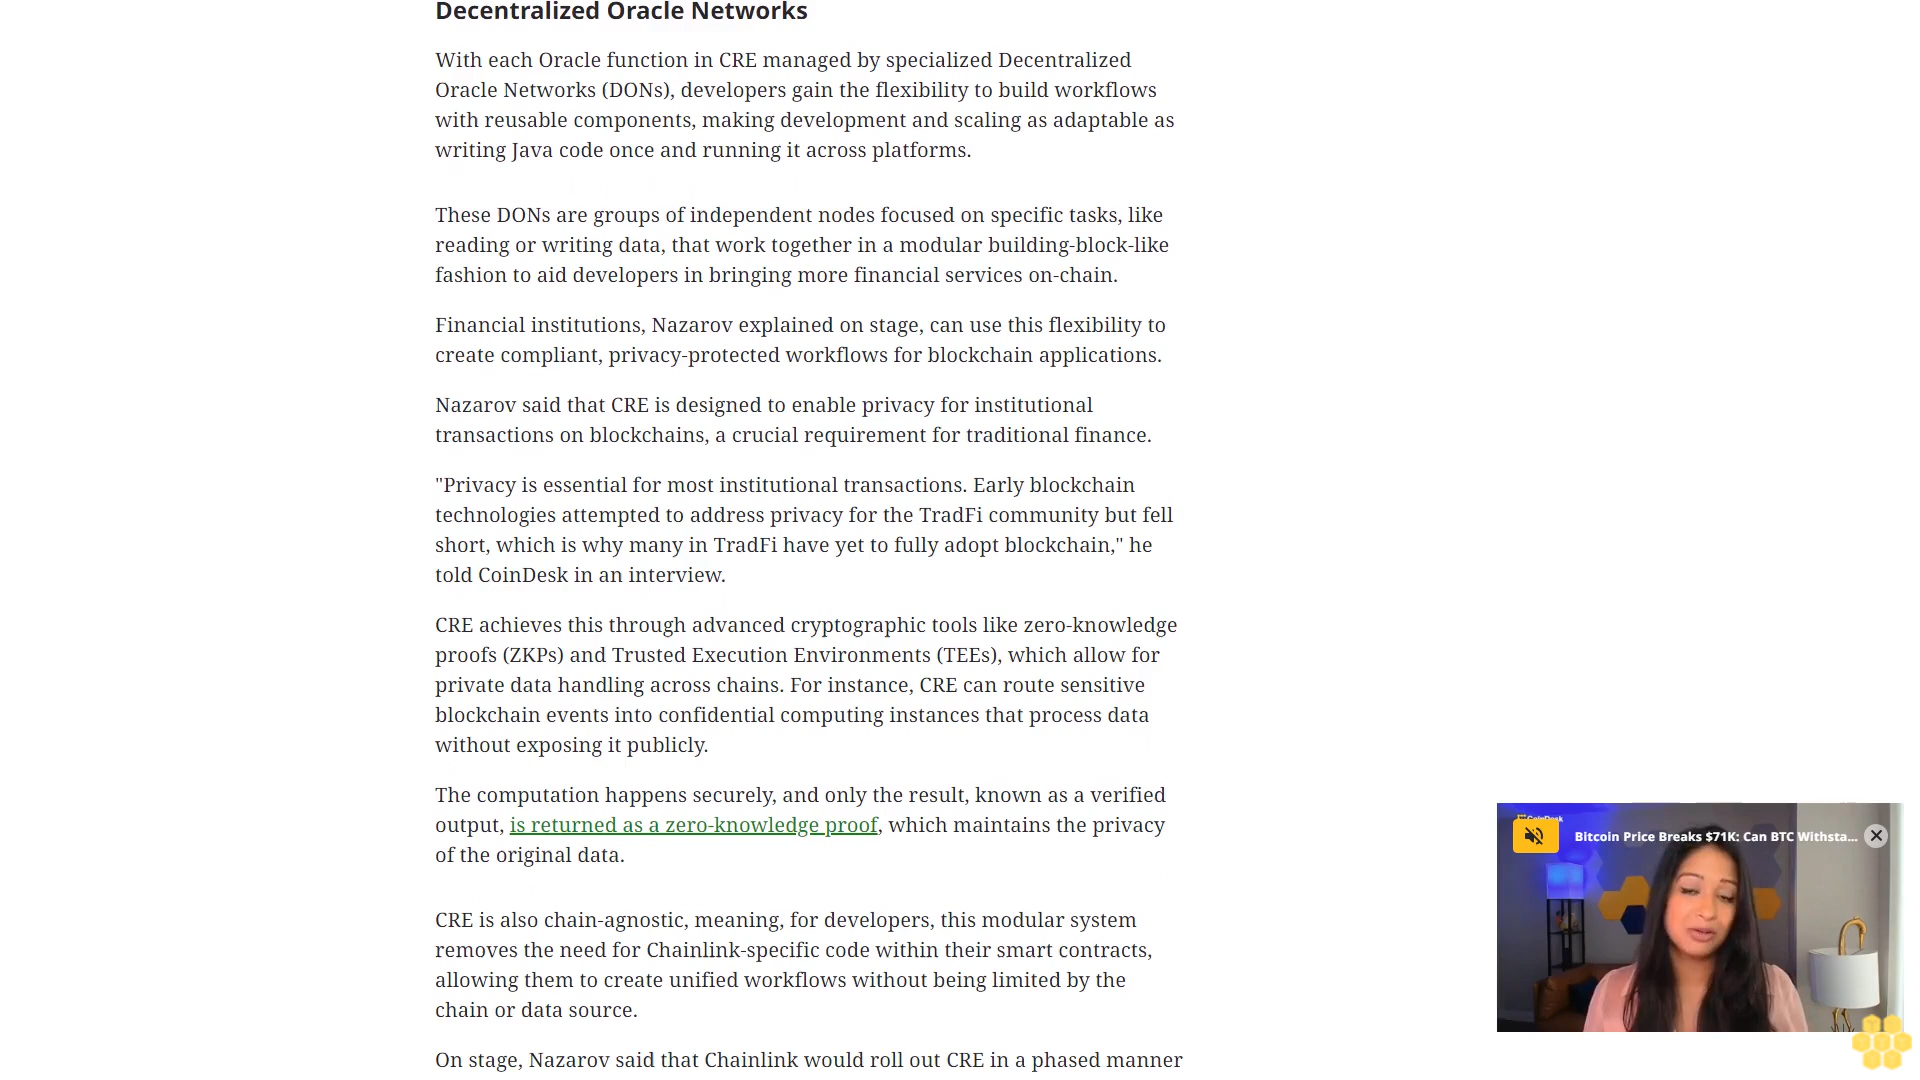 Decentralized Oracle Networks
With each Oracle function in CRE managed by specialized Decentralized
Oracle Networks (DONs), developers gain the flexibility to build workflows
with reusable components, making development and scaling as adaptable as
writing Java code once and running it across platforms.
These DONs are groups of independent nodes focused on specific tasks, like
reading or writing data, that work together in a modular building-block-like
fashion to aid developers in bringing more financial services on-chain.
Financial institutions, Nazarov explained on stage, can use this flexibility to
create compliant, privacy-protected workflows for blockchain applications.
Nazarov said that CRE is designed to enable privacy for institutional
transactions on blockchains, a crucial requirement for traditional finance.
"Privacy is essential for most institutional transactions. Early blockchain
technologies attempted to address privacy for the TradFi community but fell
short, which is why many in TradFi have yet to fully adopt blockchain," he
told CoinDesk in an interview.
CRE achieves this through advanced cryptographic tools like zero-knowledge
proofs (ZKPs) and Trusted Execution Environments (TEEs), which allow for
private data handling across chains. For instance, CRE can route sensitive
blockchain events into confidential computing instances that process data
without exposing it publicly.
The computation happens securely, and only the result, known as a verified
output, is returned as a zero-knowledge proof, which maintains the privacy
of the original data.
CRE is also chain-agnostic, meaning, for developers, this modular system
removes the need for Chainlink-specific code within their smart contracts,
allowing them to create unified workflows without being limited by the
chain or data source.
On stage, Nazarov said that Chainlink would roll out CRE in a phased manner
CoinDesk
Bitcoin Price Breaks $71K: Can BTC Withsta...